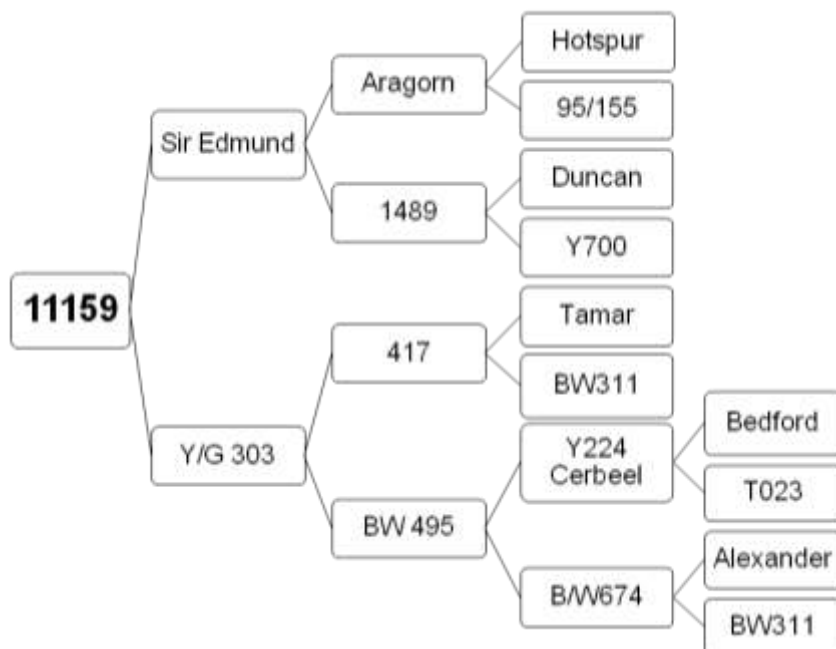 Hotspur
Aragorn
95/155
Sir Edmund
Duncan
1489
Y700
11159
Tamar
417
BW311
Bedford
Y/G 303
Y224
Cerbeel
T023
BW 495
Alexander
B/W674
BW311